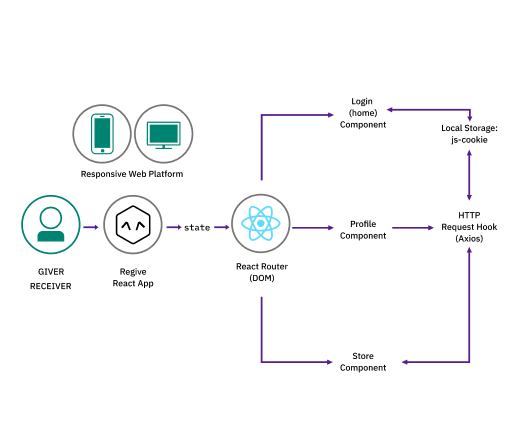 Login
(home)
Component
Local Storage:
js-cookie
Responsive Web Platform
state
HTTP
Request Hook
(Axios)
Profile
Component
GIVER
RECEIVER
Regive
React App
React Router
(DOM)
Store
Component